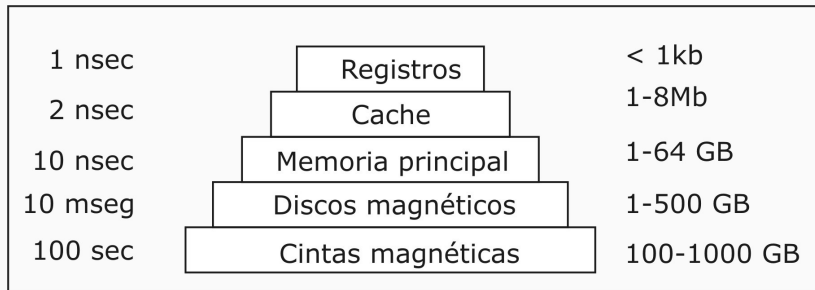 1 nsec Registros < 1kb
2 nsec Cache 1-8Mb
10 nsec Memoria principal 1-64 GB
10 mseg Discos magnéticos 1-500 GB
100 sec Cintas magnéticas 100-1000 GB